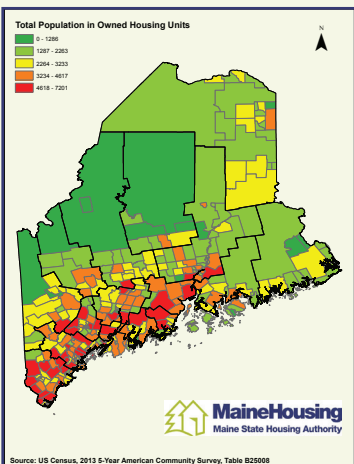 Total Population in Owned Housing Units
0 - 1286
1287 - 2263
2264 - 3233
3234 - 4617
4618 - 7201
N
MaineHousing
Maine State Housing Authority
Source: US Census, 2013 5-Year American Community Survey, Table B25008